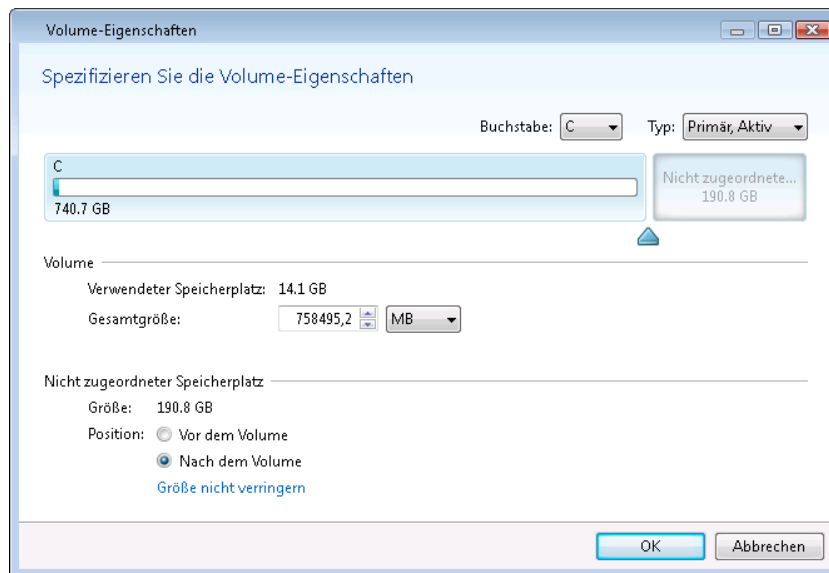 Volume-Eigenschaften
Spezifizieren Sie die Volume-Eigenschaften
Buchstabe: C Typ: Primär, Aktiv
C
740.7 GB
Nicht zugeordnete...
190.8 GB
Volume
Verwendeter Speicherplatz: 14.1 GB
Gesamtgröße: 758495,2 MB
Nicht zugeordneter Speicherplatz
Größe: 190.8 GB
Position: Vor dem Volume
Nach dem Volume
Größe nicht verringern
OK Abbrechen